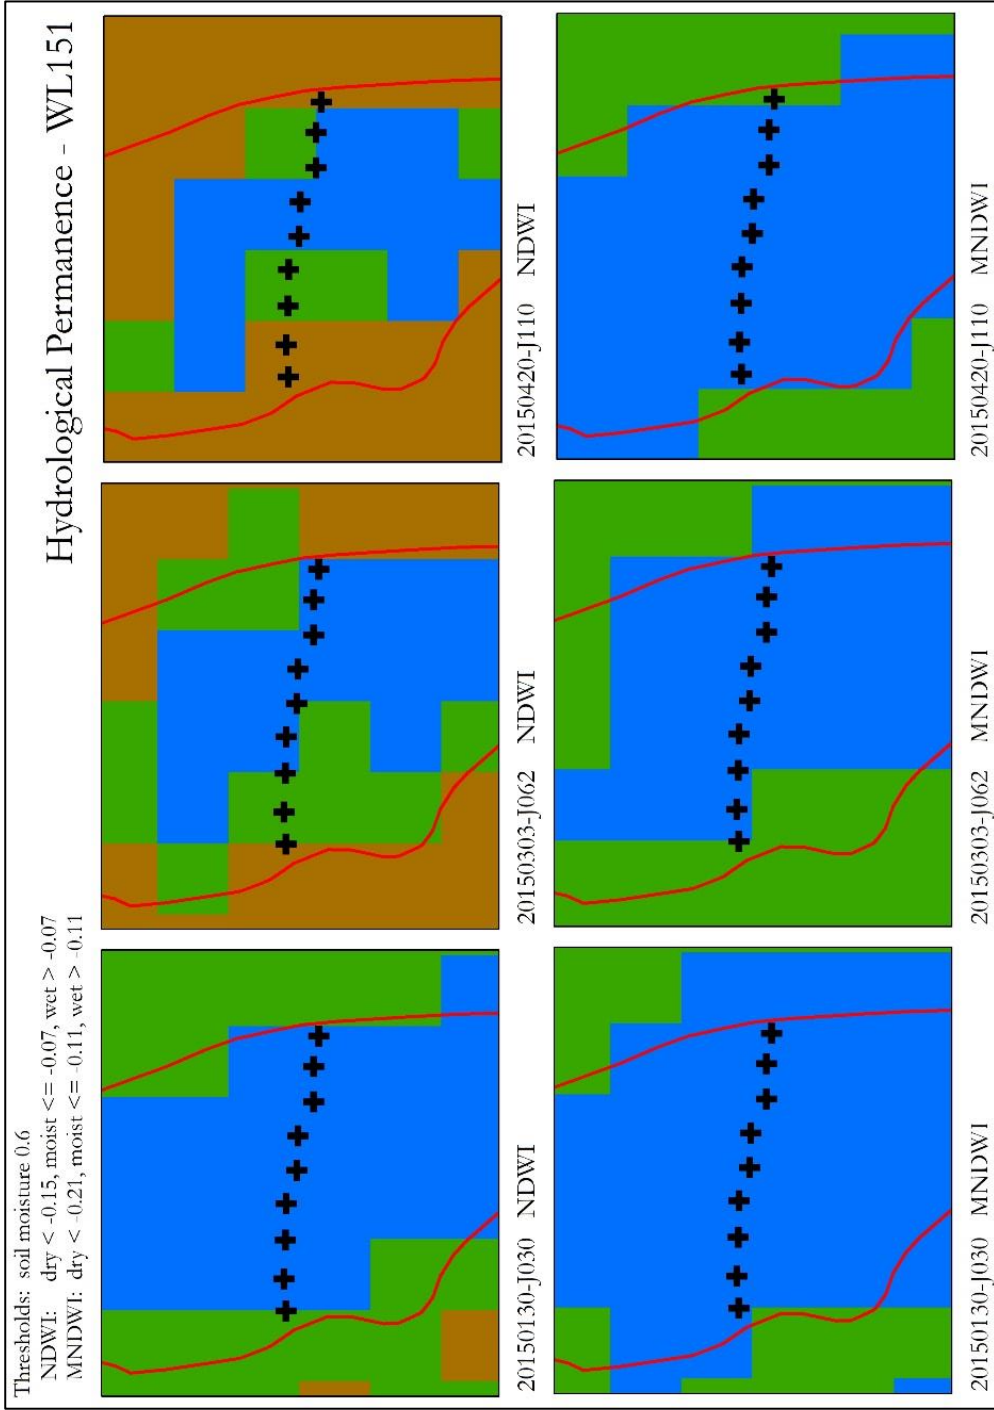 Hydrological Permanence - WL151
Thresholds: soil moisture 0.6
NDWI: dry < -0.15, moist <= -0.07, wet > -0.07
MNDWI: dry < -0.21, moist <= -0.11, wet > -0.11
20150130-J030 NDWI
20150303-J062 NDWI
20150420-J110 NDWI
20150130-J030 MNDWI
20150303-J062 MNDWI
20150420-J110 MNDWI